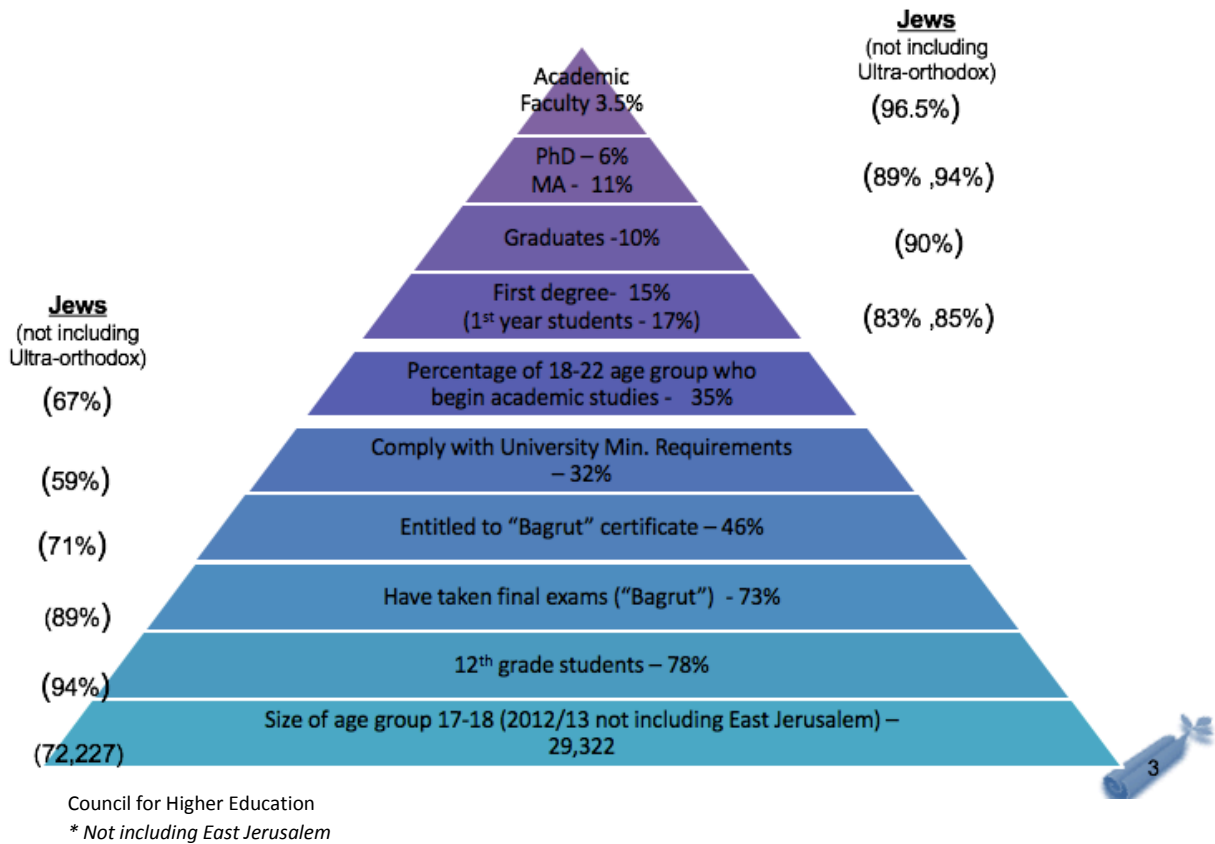 Jews
(not including
Ultra-orthodox)
Academic
Faculty 3.5%
(96.5%)
PhD – 6%
MA - 11%
(89% ,94%)
Graduates -10%
(90%)
First degree- 15%
(1st year students - 17%)
(83% ,85%)
Jews
(not including
Ultra-orthodox)
Percentage of 18-22 age group who
begin academic studies - 35%
(67%)
Comply with University Min. Requirements
– 32%
(59%)
Entitled to “Bagrut” certificate – 46%
(71%)
Have taken final exams (“Bagrut”) - 73%
(89%)
12th grade students – 78%
(94%)
Size of age group 17-18 (2012/13 not including East Jerusalem) –
29,322
(72,227)
3
Council for Higher Education
* Not including East Jerusalem